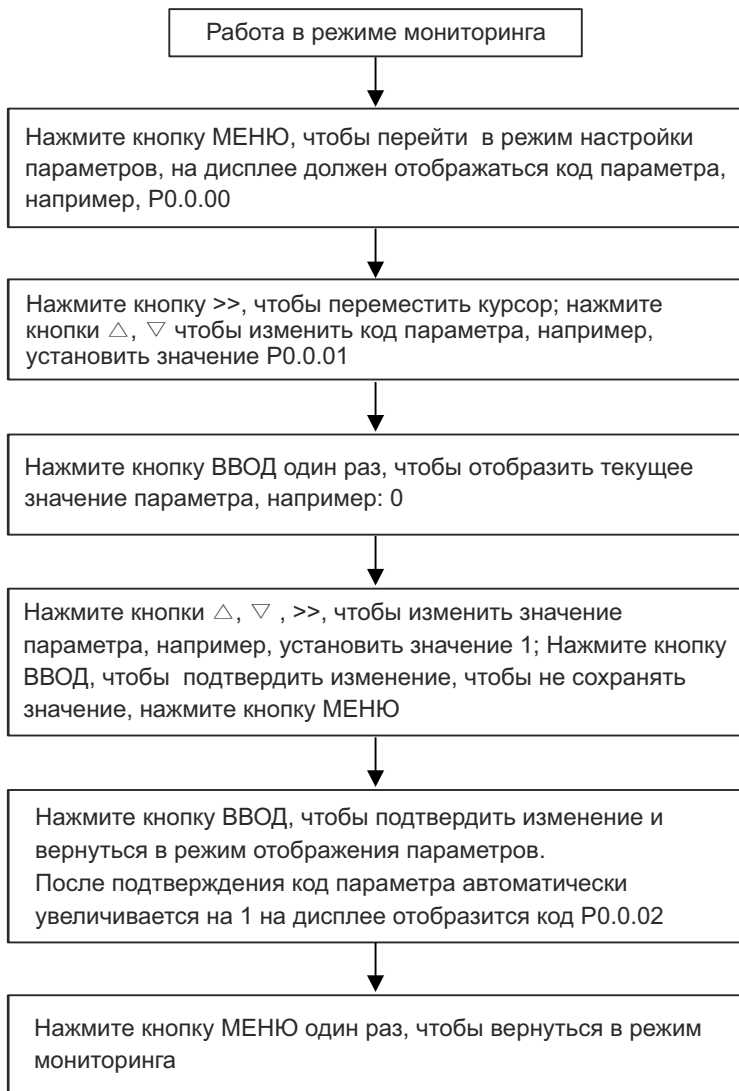 Работа в режиме мониторинга
Нажмите кнопку МЕНЮ, чтобы перейти в режим настройки
параметров, на дисплее должен отображаться код параметра,
например, P0.0.00
Нажмите кнопку >>, чтобы переместить курсор; нажмите
кнопки △, ▽ чтобы изменить код параметра, например,
установить значение P0.0.01
Нажмите кнопку ВВОД один раз, чтобы отобразить текущее
значение параметра, например: 0
Нажмите кнопки △, ▽ , >>, чтобы изменить значение
параметра, например, установить значение 1; Нажмите кнопку
ВВОД, чтобы подтвердить изменение, чтобы не сохранять
значение, нажмите кнопку МЕНЮ
Нажмите кнопку ВВОД, чтобы подтвердить изменение и
вернуться в режим отображения параметров.
После подтверждения код параметра автоматически
увеличивается на 1 на дисплее отобразится код P0.0.02
Нажмите кнопку МЕНЮ один раз, чтобы вернуться в режим
мониторинга